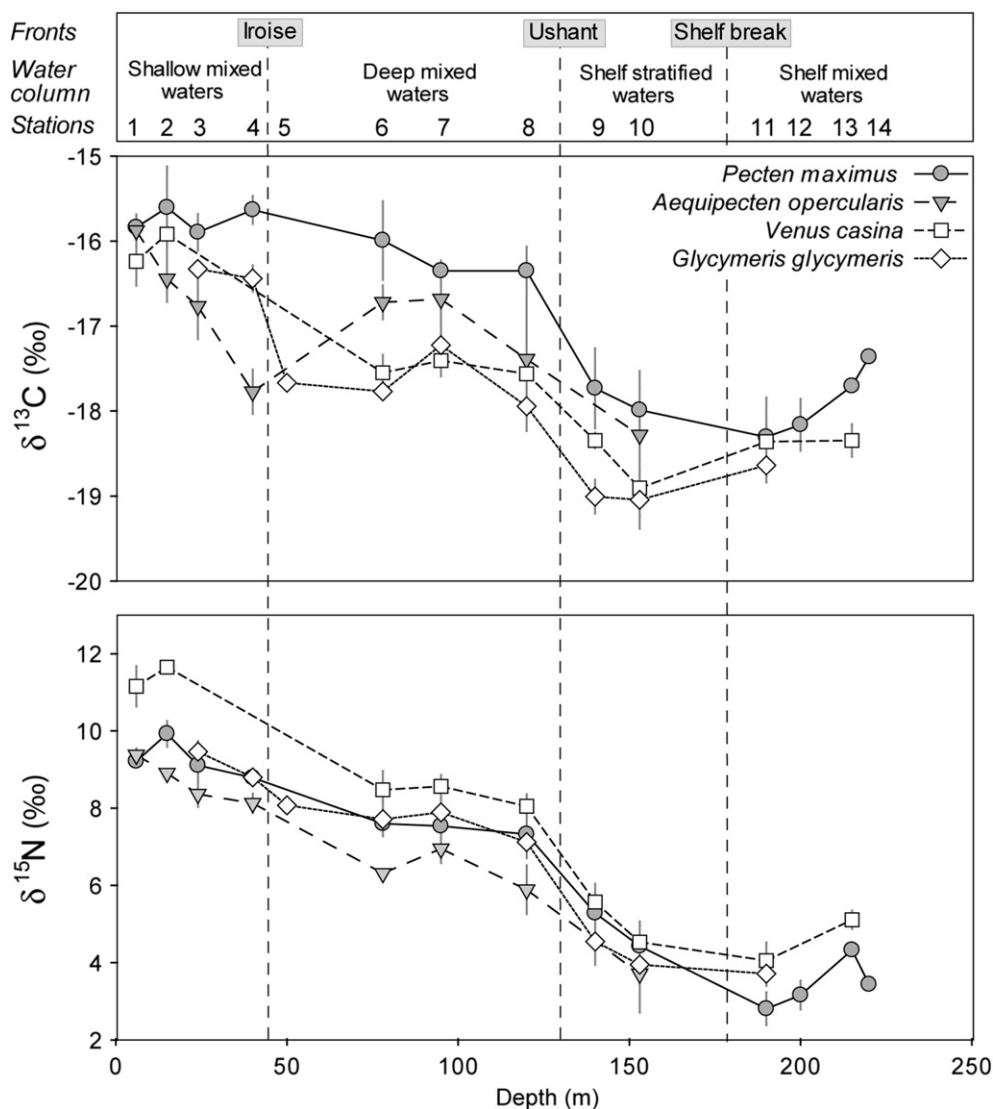 Fronts Iroise Ushant Shelf break
Water column Shallow mixed waters Deep mixed waters Shelf stratified waters Shelf mixed waters
Stations 1 2 3 4 5 6 7 8 9 10 11 12 13 14
-15
-16
-17
-18
-19
-20
δ13C (‰)
Pecten maximus
Aequipecten opercularis
Venus casina
Glycymeris glycymeris
12
10
8
6
4
2
δ15N (‰)
0 50 100 150 200 250
Depth (m)